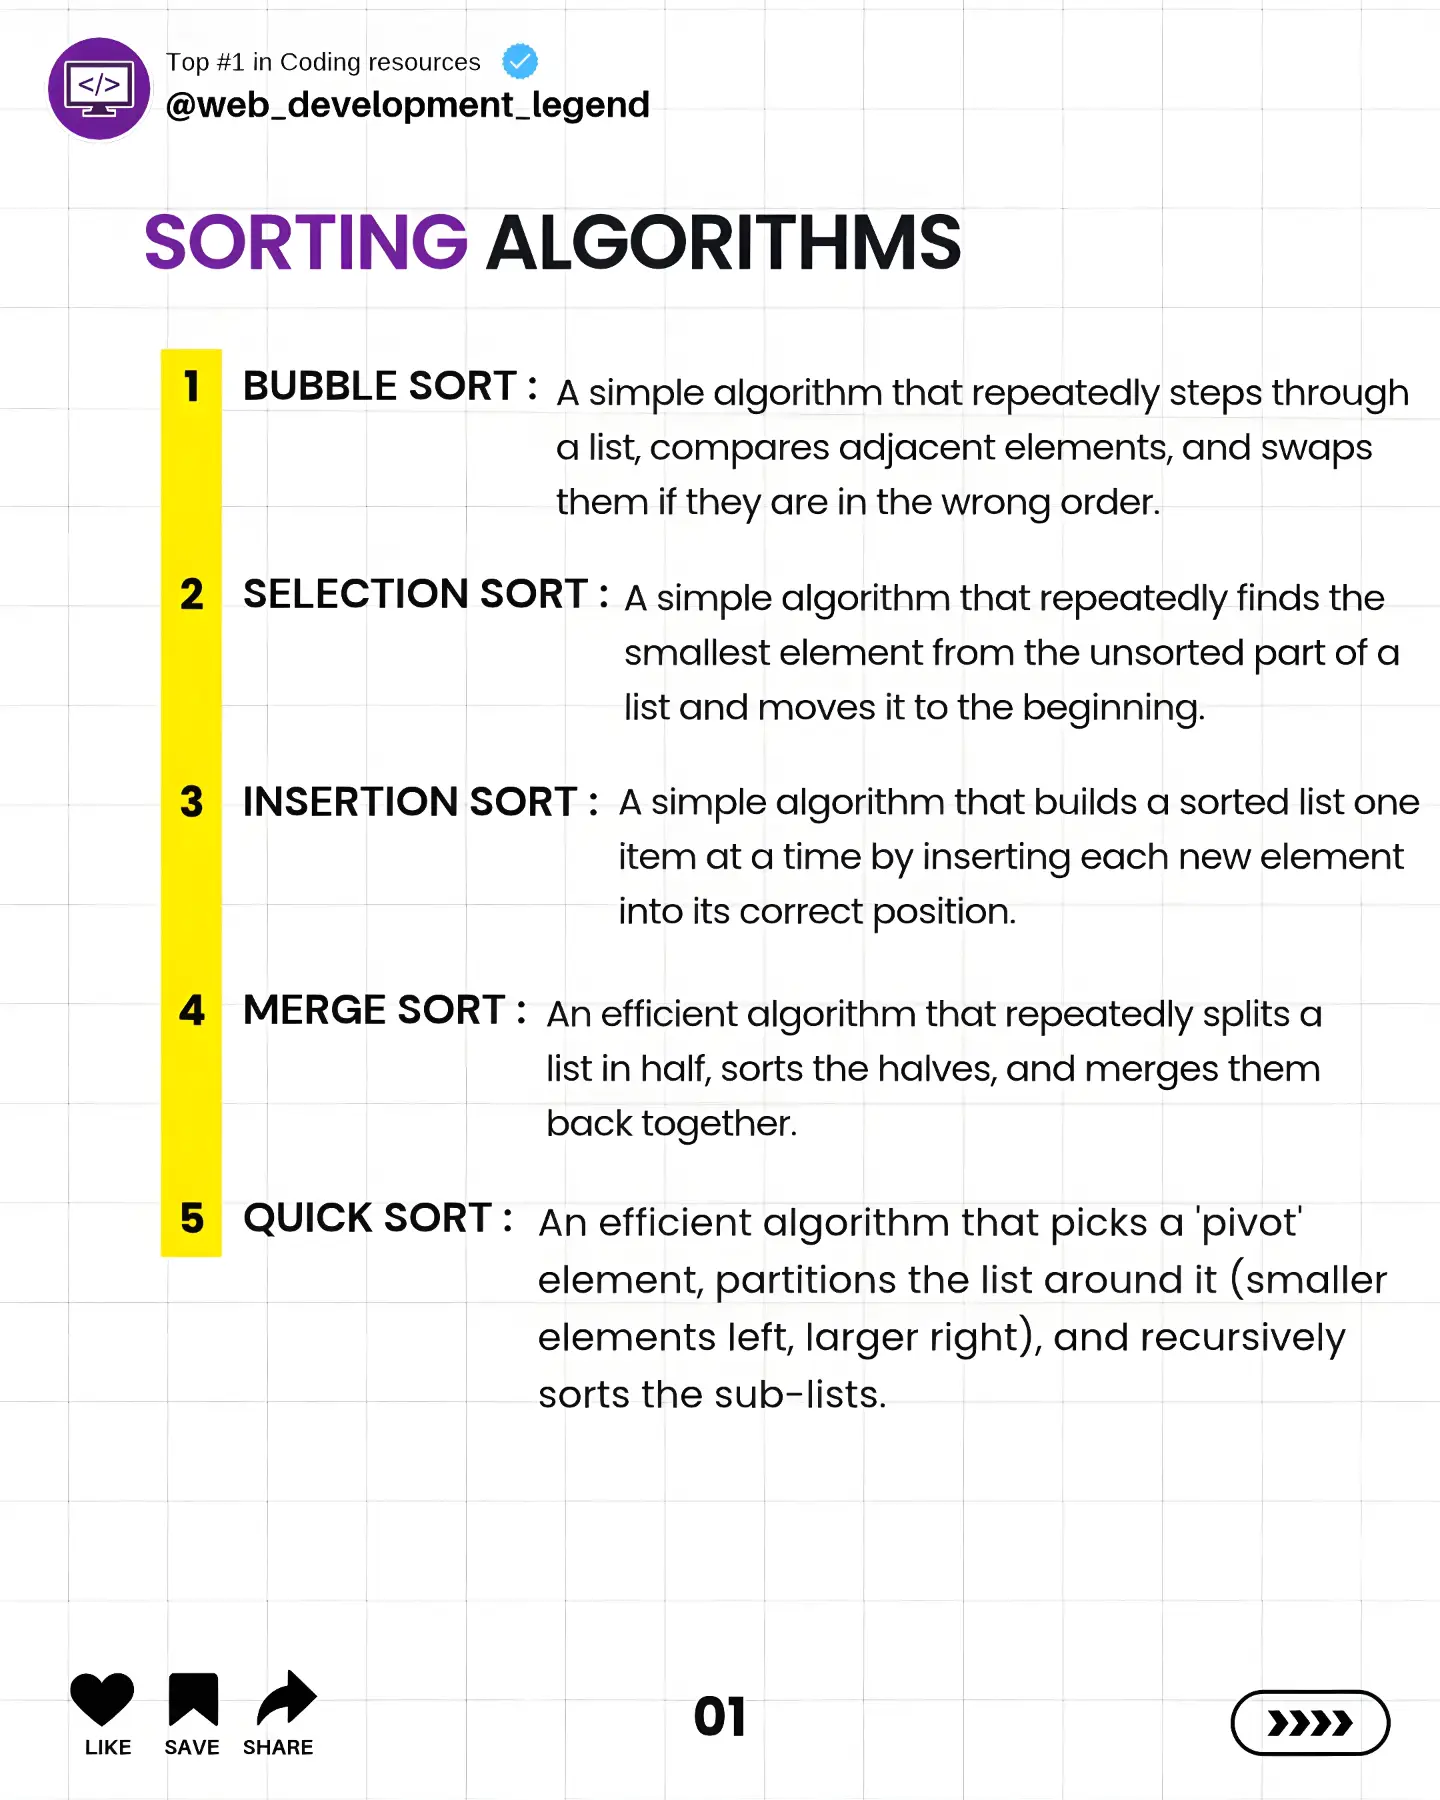 </>
Top #1 in Coding resources
@web_development_legend
SORTING ALGORITHMS
1 BUBBLE SORT : A simple algorithm that repeatedly steps through
a list, compares adjacent elements, and swaps
them if they are in the wrong order.
2 SELECTION SORT : A simple algorithm that repeatedly finds the
smallest element from the unsorted part of a
list and moves it to the beginning.
3 INSERTION SORT : A simple algorithm that builds a sorted list one
item at a time by inserting each new element
into its correct position.
4 MERGE SORT : An efficient algorithm that repeatedly splits a
list in half, sorts the halves, and merges them
back together.
5 QUICK SORT : An efficient algorithm that picks a 'pivot'
element, partitions the list around it (smaller
elements left, larger right), and recursively
sorts the sub-lists.
LIKE SAVE SHARE
01